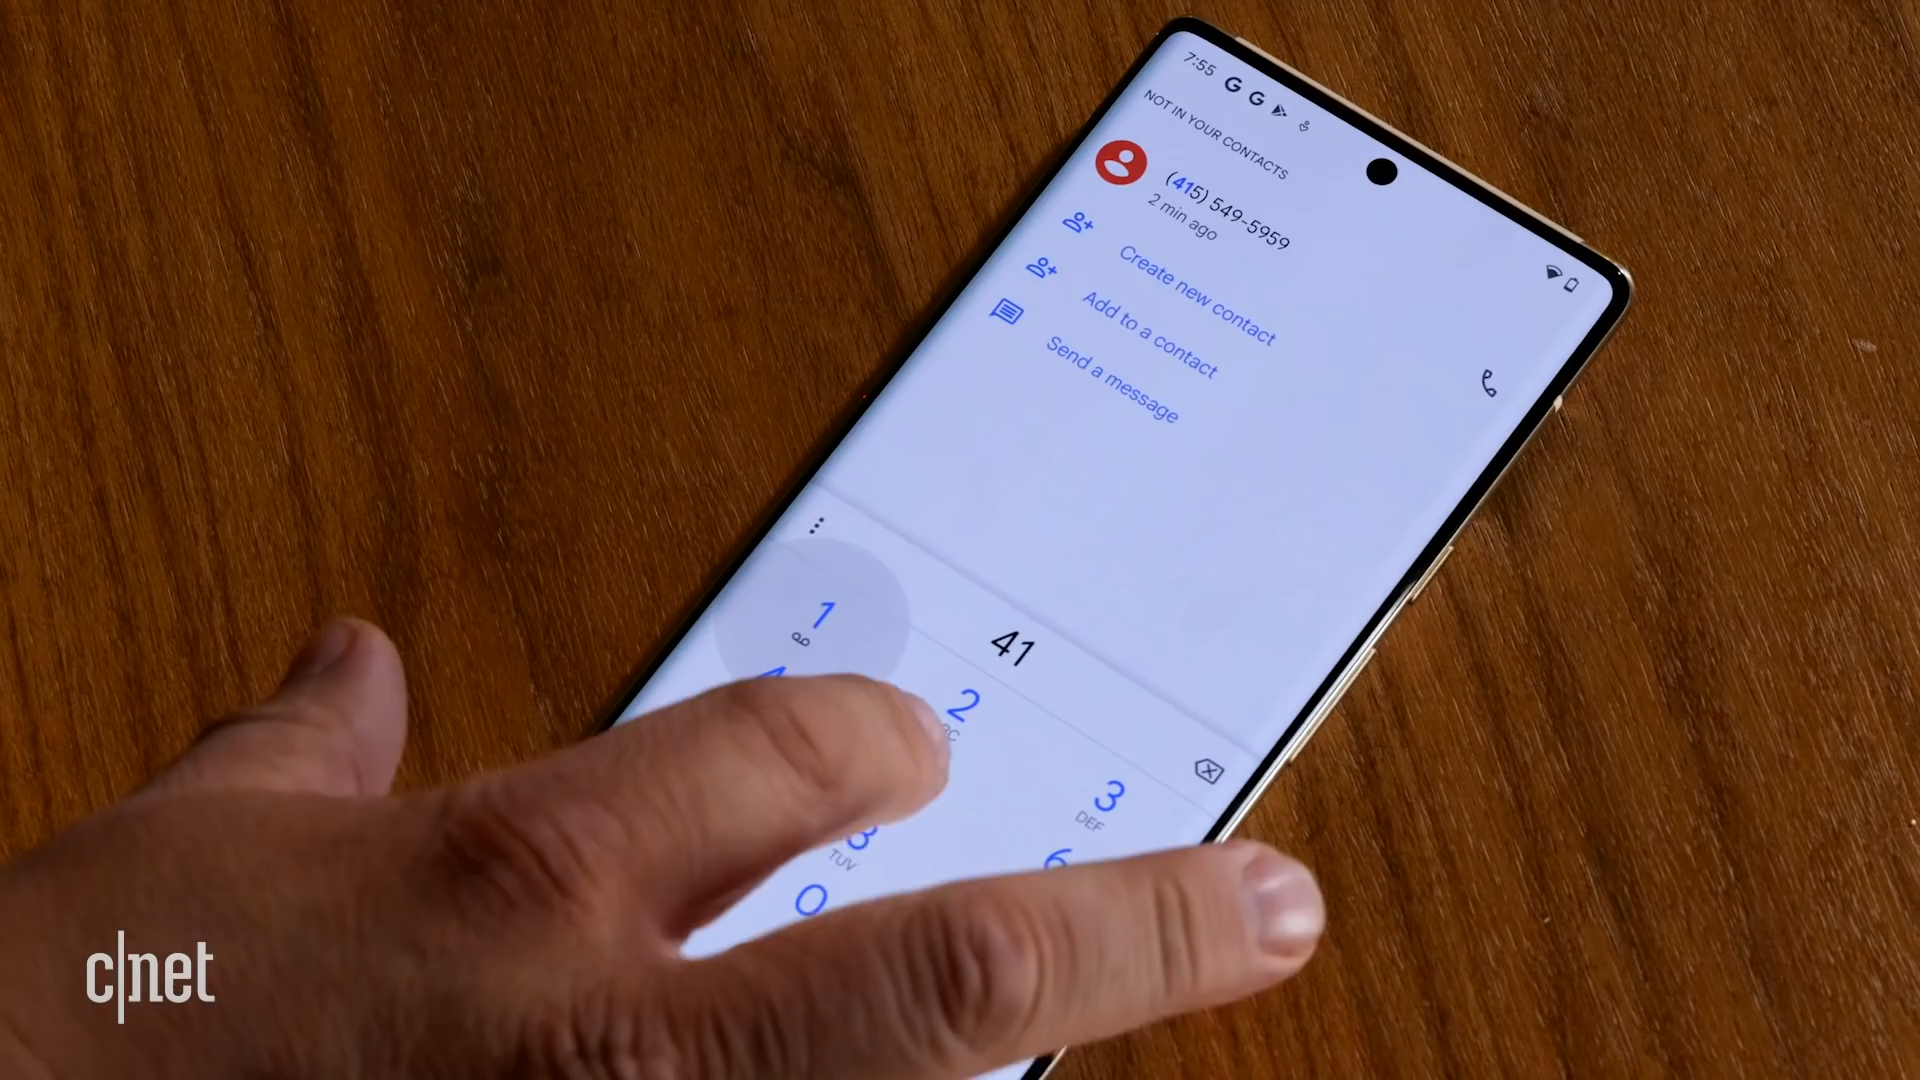 7:55
NOT IN YOUR CONTACTS
(415) 549-5959
2 min ago
Create new contact
Add to a contact
Send a message
41
1
2
3
DEF
TUV
0
c|net